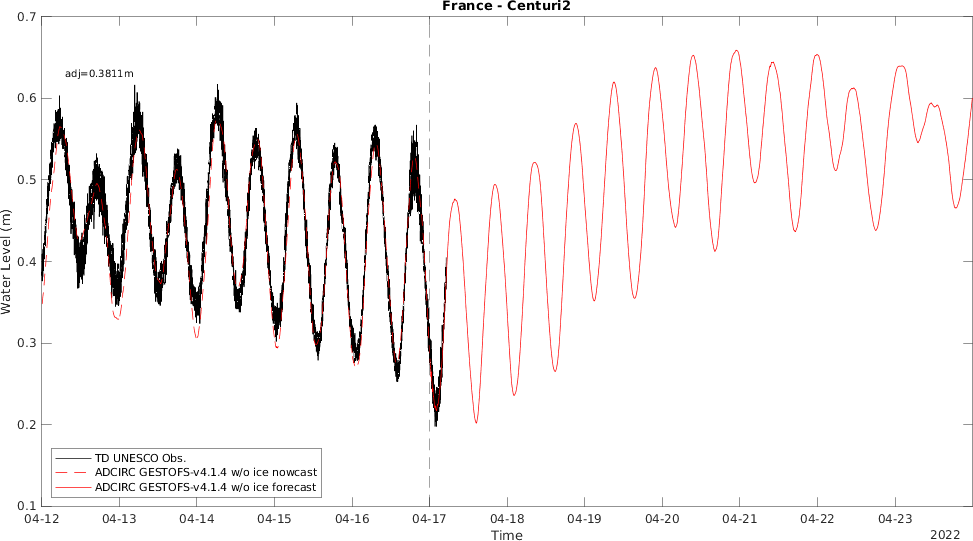 France - Centuri2
adj=0.3811m
0.7
0.6
0.5
0.4
0.3
0.2
0.1
Water Level (m)
TD UNESCO Obs.
ADCIRC GESTOFS-v4.1.4 w/o ice nowcast
ADCIRC GESTOFS-v4.1.4 w/o ice forecast
04-12 04-13 04-14 04-15 04-16 04-17 04-18 04-19 04-20 04-21 04-22 04-23
Time
2022